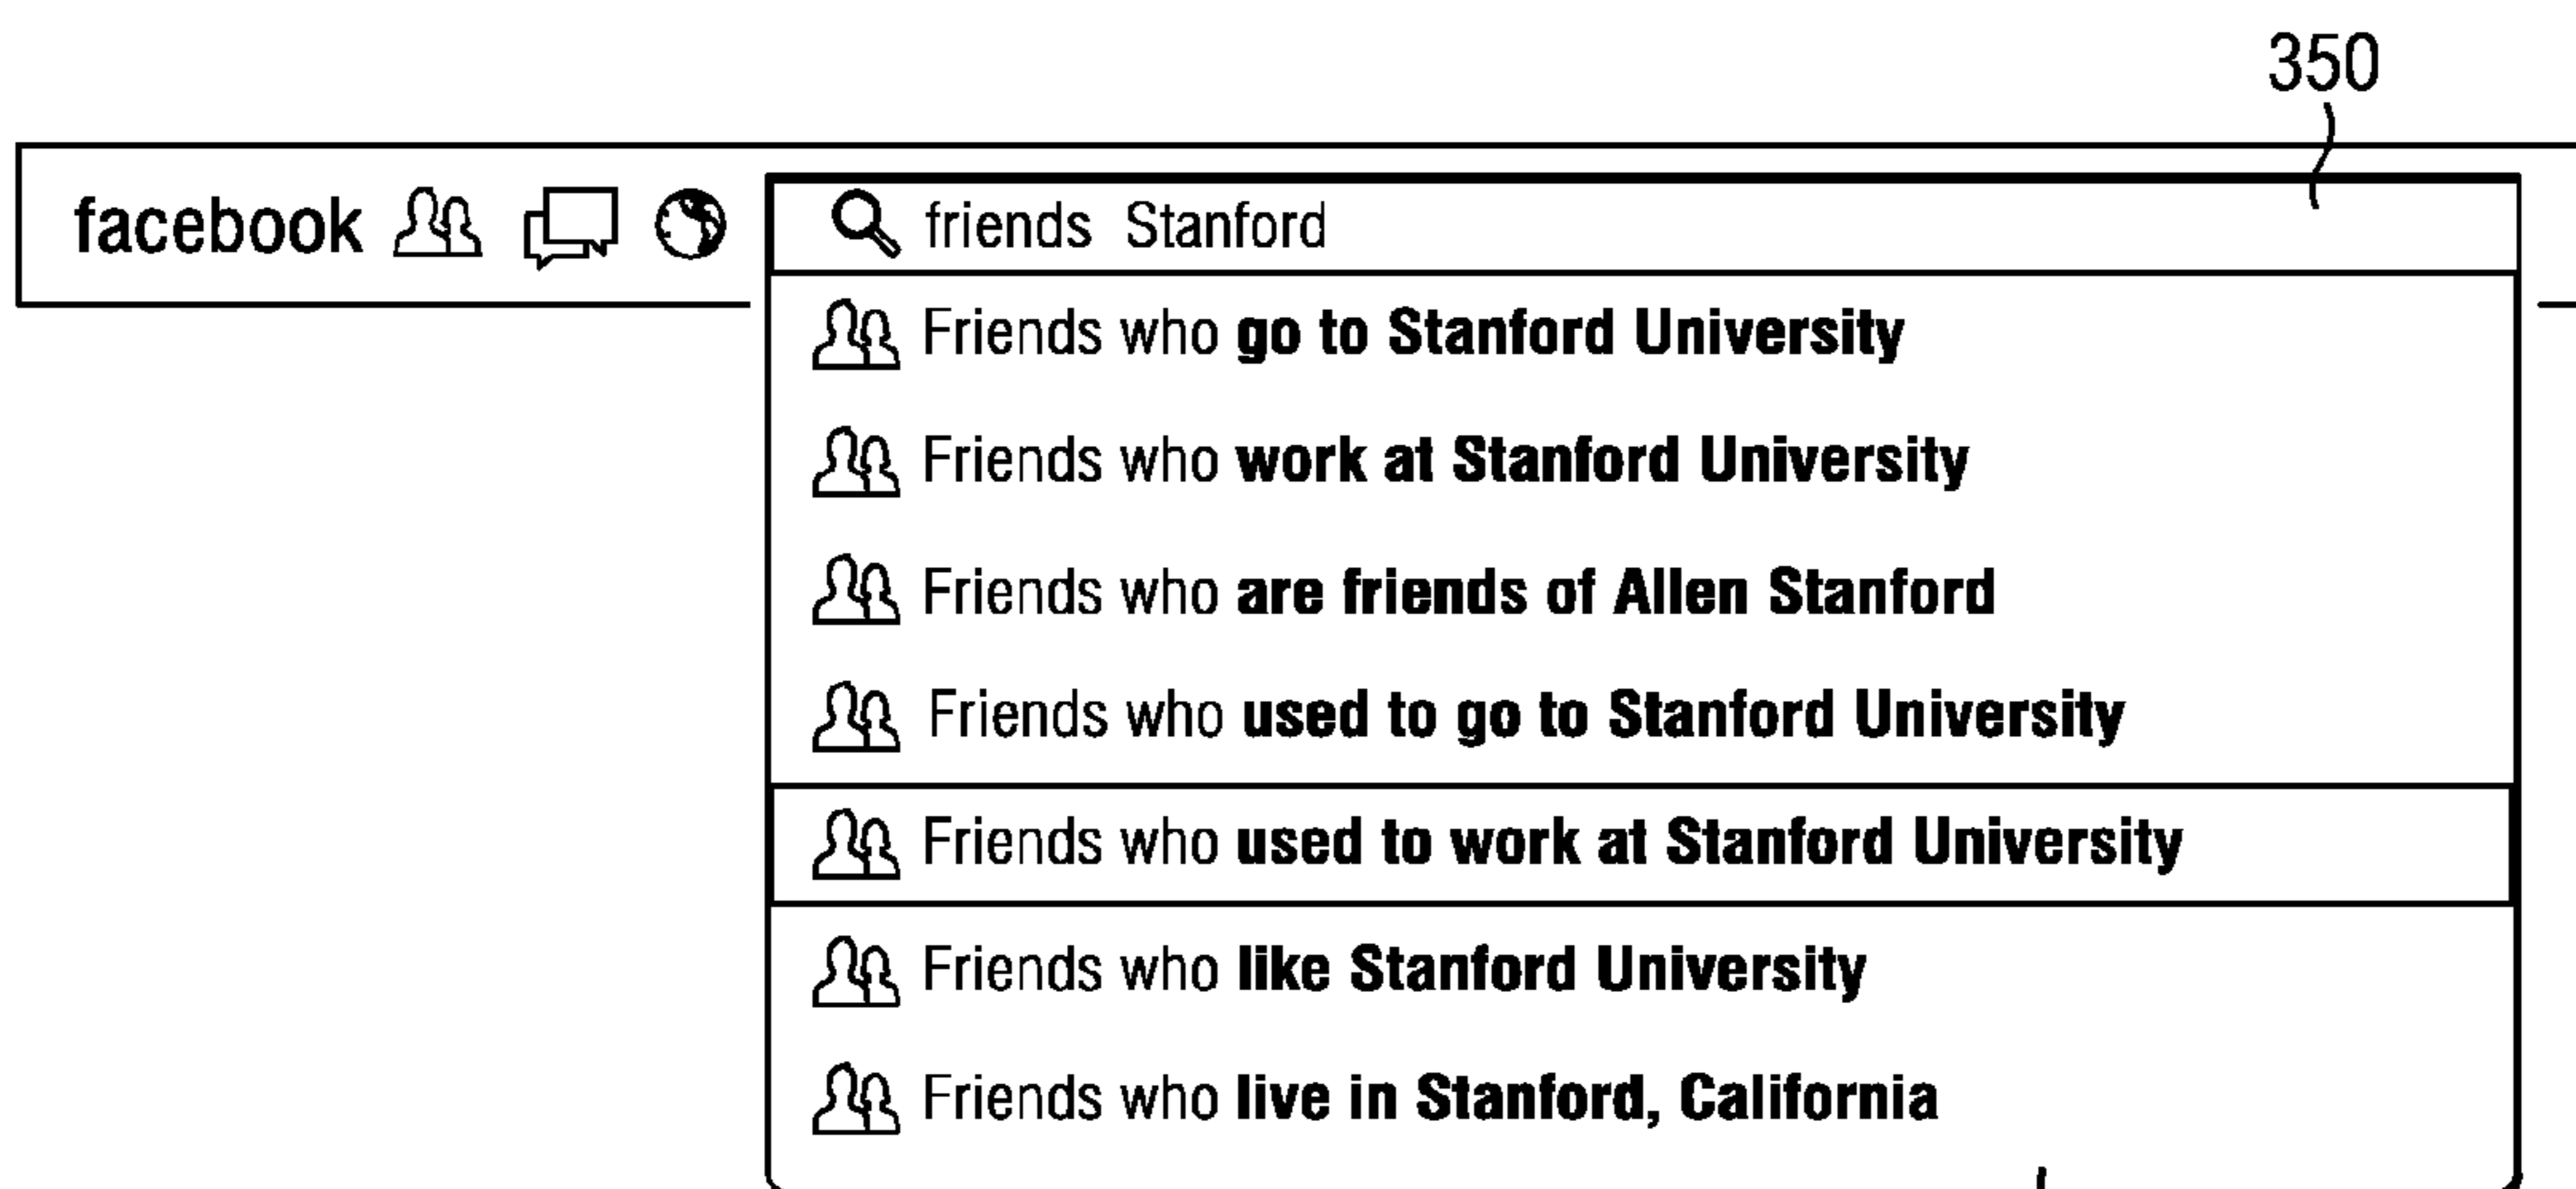 350
facebook friends Stanford
Friends who go to Stanford University
Friends who work at Stanford University
Friends who are friends of Allen Stanford
Friends who used to go to Stanford University
Friends who used to work at Stanford University
Friends who like Stanford University
Friends who live in Stanford, California